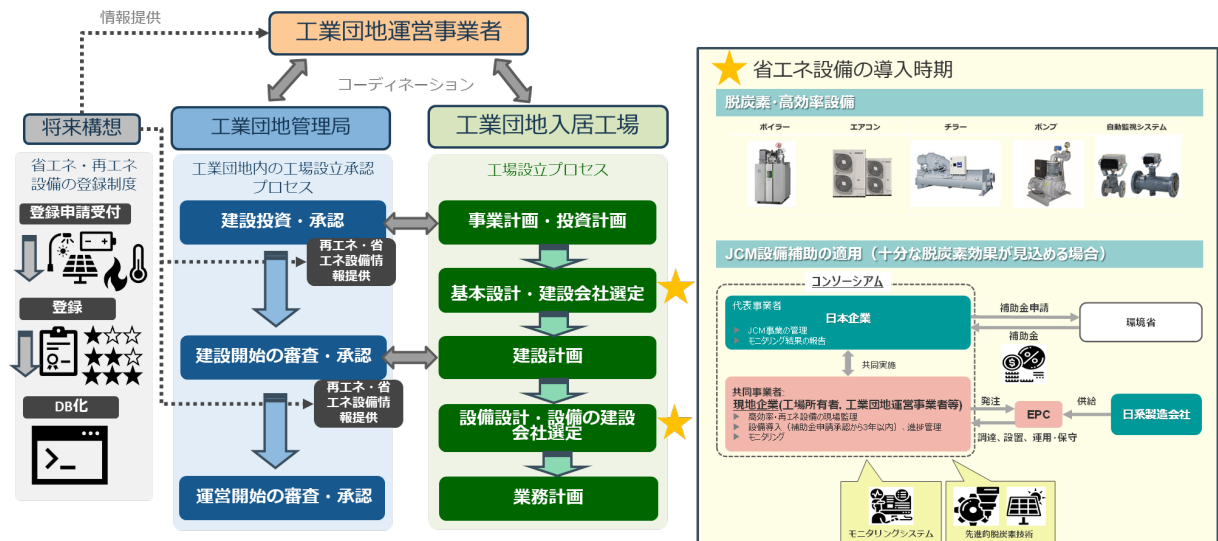 情報提供
工業団地運営事業者
コーディネーション
将来構想
省エネ・再エネ
設備の登録制度
登録申請受付
登録
DB化
工業団地管理局
工業団地内の工場設立承認
プロセス
建設投資・承認
再エネ・省
エネ設備情
報提供
建設開始の審査・承認
再エネ・省
エネ設備情
報提供
運営開始の審査・承認
工業団地入居工場
工場設立プロセス
事業計画・投資計画
基本設計・建設会社選定
建設計画
設備設計・設備の建設
会社選定
業務計画
省エネ設備の導入時期
脱炭素・高効率設備
ボイラー
エアコン
チラー
ポンプ
自動監視システム
JCM設備補助の適用（十分な脱炭素効果が見込める場合）
コンソーシアム
代表事業者
日本企業
JCM事業の管理
モニタリング結果の報告
補助金申請
補助金
環境省
共同実施
共同事業者:
現地企業(工場所有者、工業団地運営事業者等)
高効率・再エネ設備の現場監理
設備導入（補助金申請承認から3年以内）、進捗管理
モニタリング
発注
EPC
供給
日系製造会社
調達、設置、運用・保守
モニタリングシステム
先進的脱炭素技術